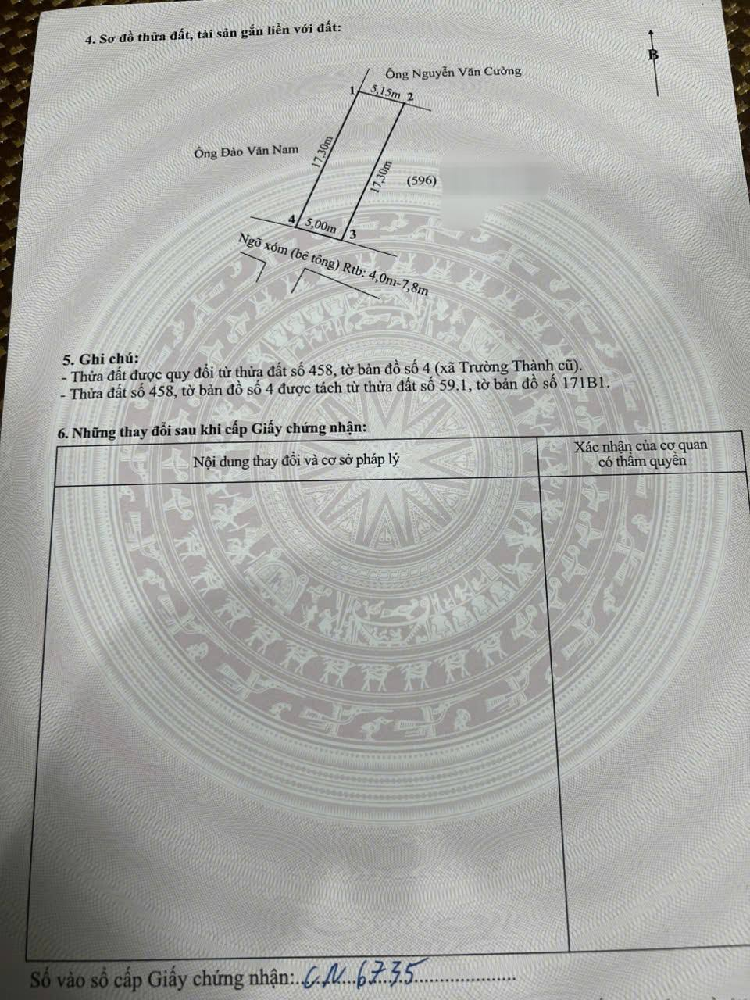 4. Sơ đồ thửa đất, tài sản gắn liền với đất:
B
Ông Nguyễn Văn Cường
1 5,15m 2
Ông Đào Văn Nam
17,30m
17,30m
(596)
4 5,00m 3
Ngõ xóm (bê tông) Rtb: 4,0m-7,8m
5. Ghi chú:
- Thửa đất được quy đổi từ thửa đất số 458, tờ bản đồ số 4 (xã Trường Thành cũ).
- Thửa đất số 458, tờ bản đồ số 4 được tách từ thửa đất số 59.1, tờ bản đồ số 171B1.
6. Những thay đổi sau khi cấp Giấy chứng nhận:
Nội dung thay đổi và cơ sở pháp lý
Xác nhận của cơ quan
có thẩm quyền
Số vào sổ cấp Giấy chứng nhận:..C.N...6735....................